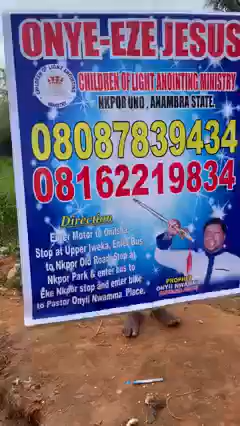 ONYE-EZE JESUS
CHILDREN OF LIGHT ANOINTING MINISTRY
NKPOR UNO, ANAMBRA STATE.
08087839434
08162219834
Direction
Enter Motor to Onitsha,
Stop at Upper Iweka, Enter Bus
to Nkpor Old Road, Stop at
Nkpor Park & enter bus to
Eke Nkpor stop and enter bike
to Pastor Onyii Nwamma Place.
PROPHET
ONYII NWAMMA